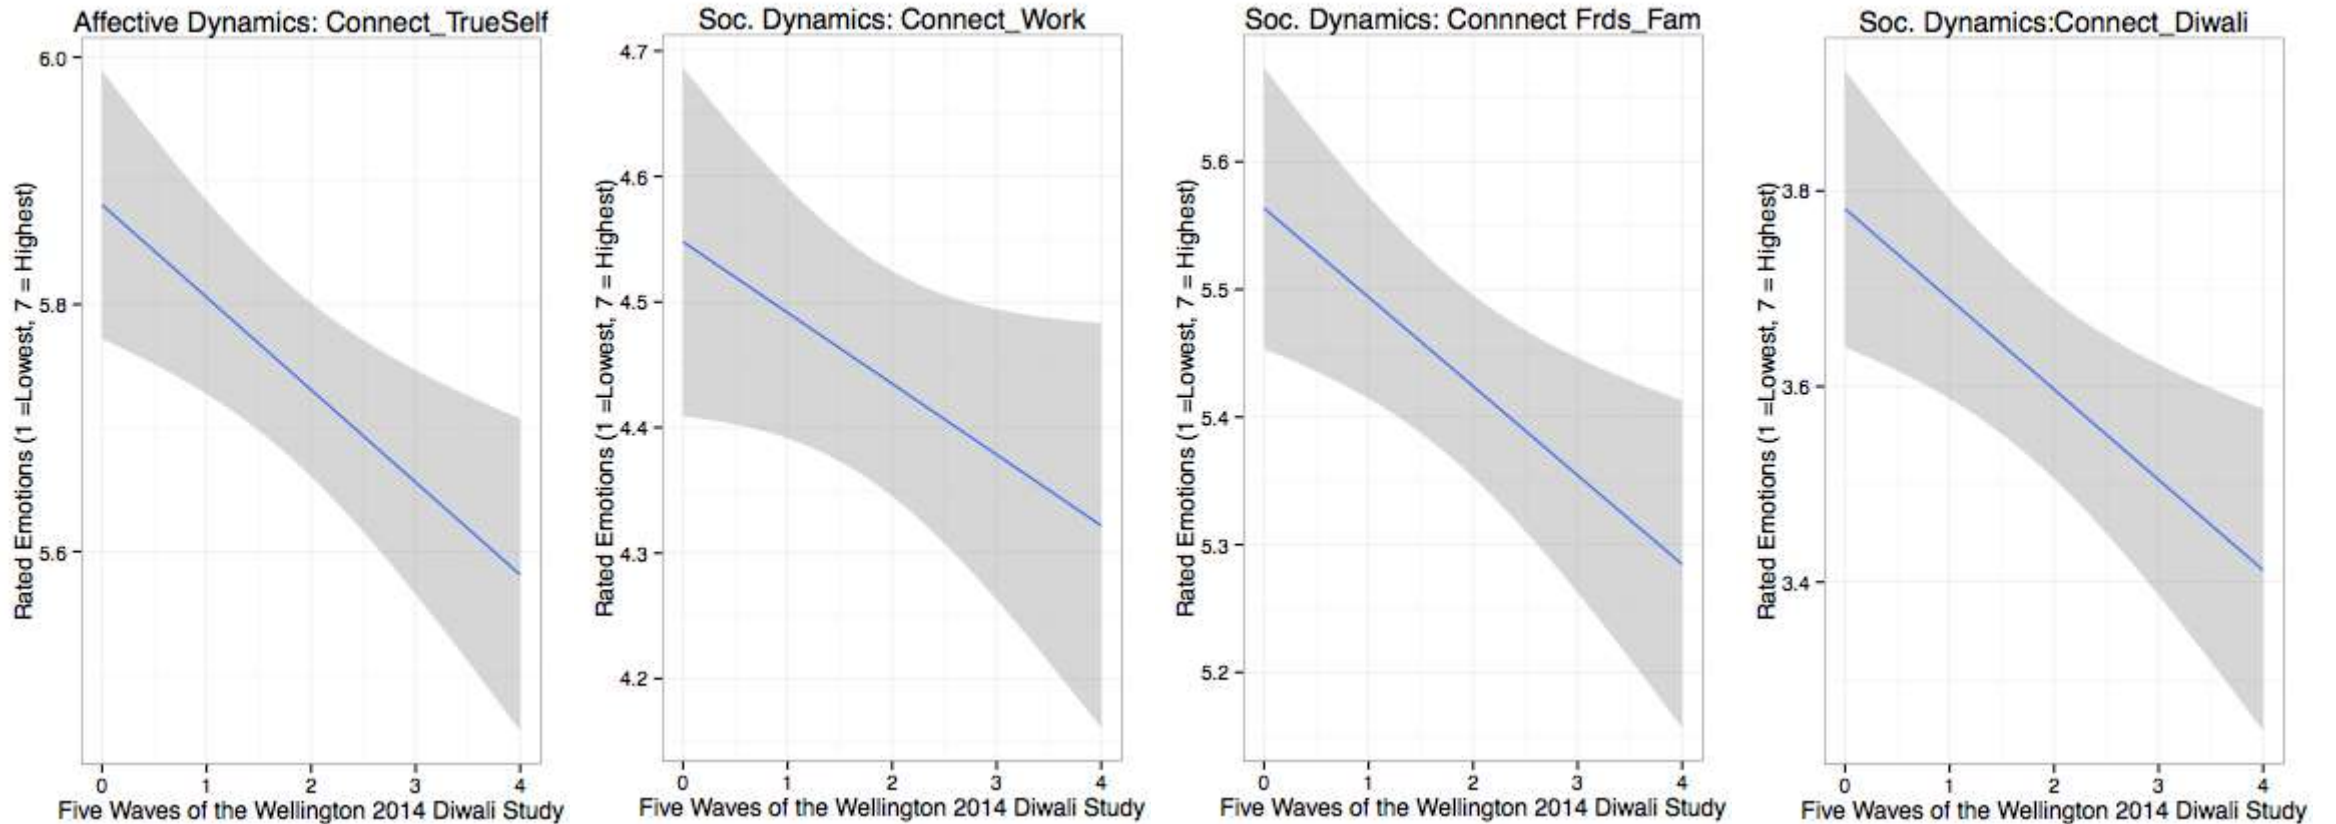 Affective Dynamics: Connect_TrueSelf
Rated Emotions (1 =Lowest, 7 = Highest)
6.0
5.8
5.6
0 1 2 3 4
Five Waves of the Wellington 2014 Diwali Study
Soc. Dynamics: Connect_Work
Rated Emotions (1 =Lowest, 7 = Highest)
4.7
4.6
4.5
4.4
4.3
4.2
0 1 2 3 4
Five Waves of the Wellington 2014 Diwali Study
Soc. Dynamics: Connnect Frds_Fam
Rated Emotions (1 =Lowest, 7 = Highest)
5.6
5.5
5.4
5.3
5.2
0 1 2 3 4
Five Waves of the Wellington 2014 Diwali Study
Soc. Dynamics:Connect_Diwali
Rated Emotions (1 =Lowest, 7 = Highest)
3.8
3.6
3.4
0 1 2 3 4
Five Waves of the Wellington 2014 Diwali Study